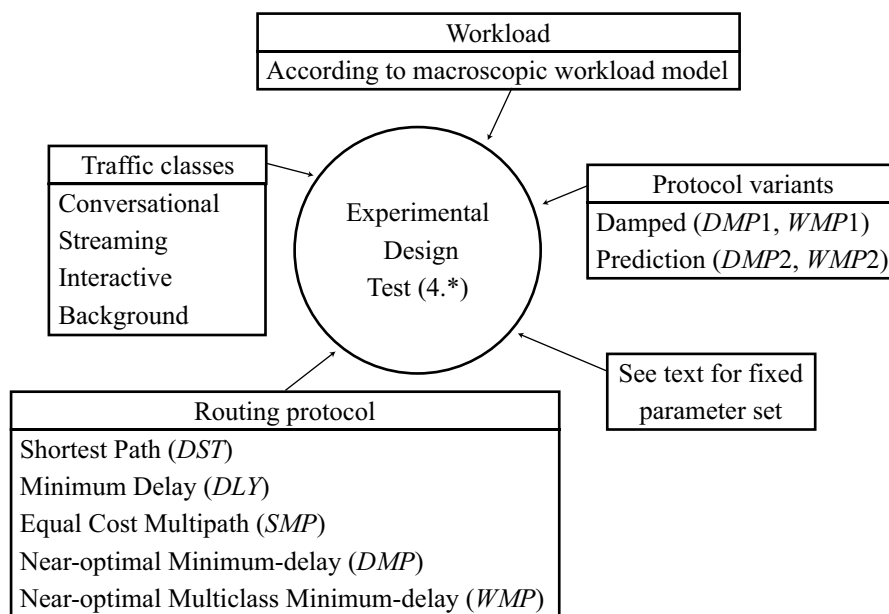 Workload
According to macroscopic workload model
Traffic classes
Conversational
Streaming
Interactive
Background
Experimental
Design
Test (4.*)
Protocol variants
Damped (DMP1, WMP1)
Prediction (DMP2, WMP2)
See text for fixed
parameter set
Routing protocol
Shortest Path (DST)
Minimum Delay (DLY)
Equal Cost Multipath (SMP)
Near-optimal Minimum-delay (DMP)
Near-optimal Multiclass Minimum-delay (WMP)